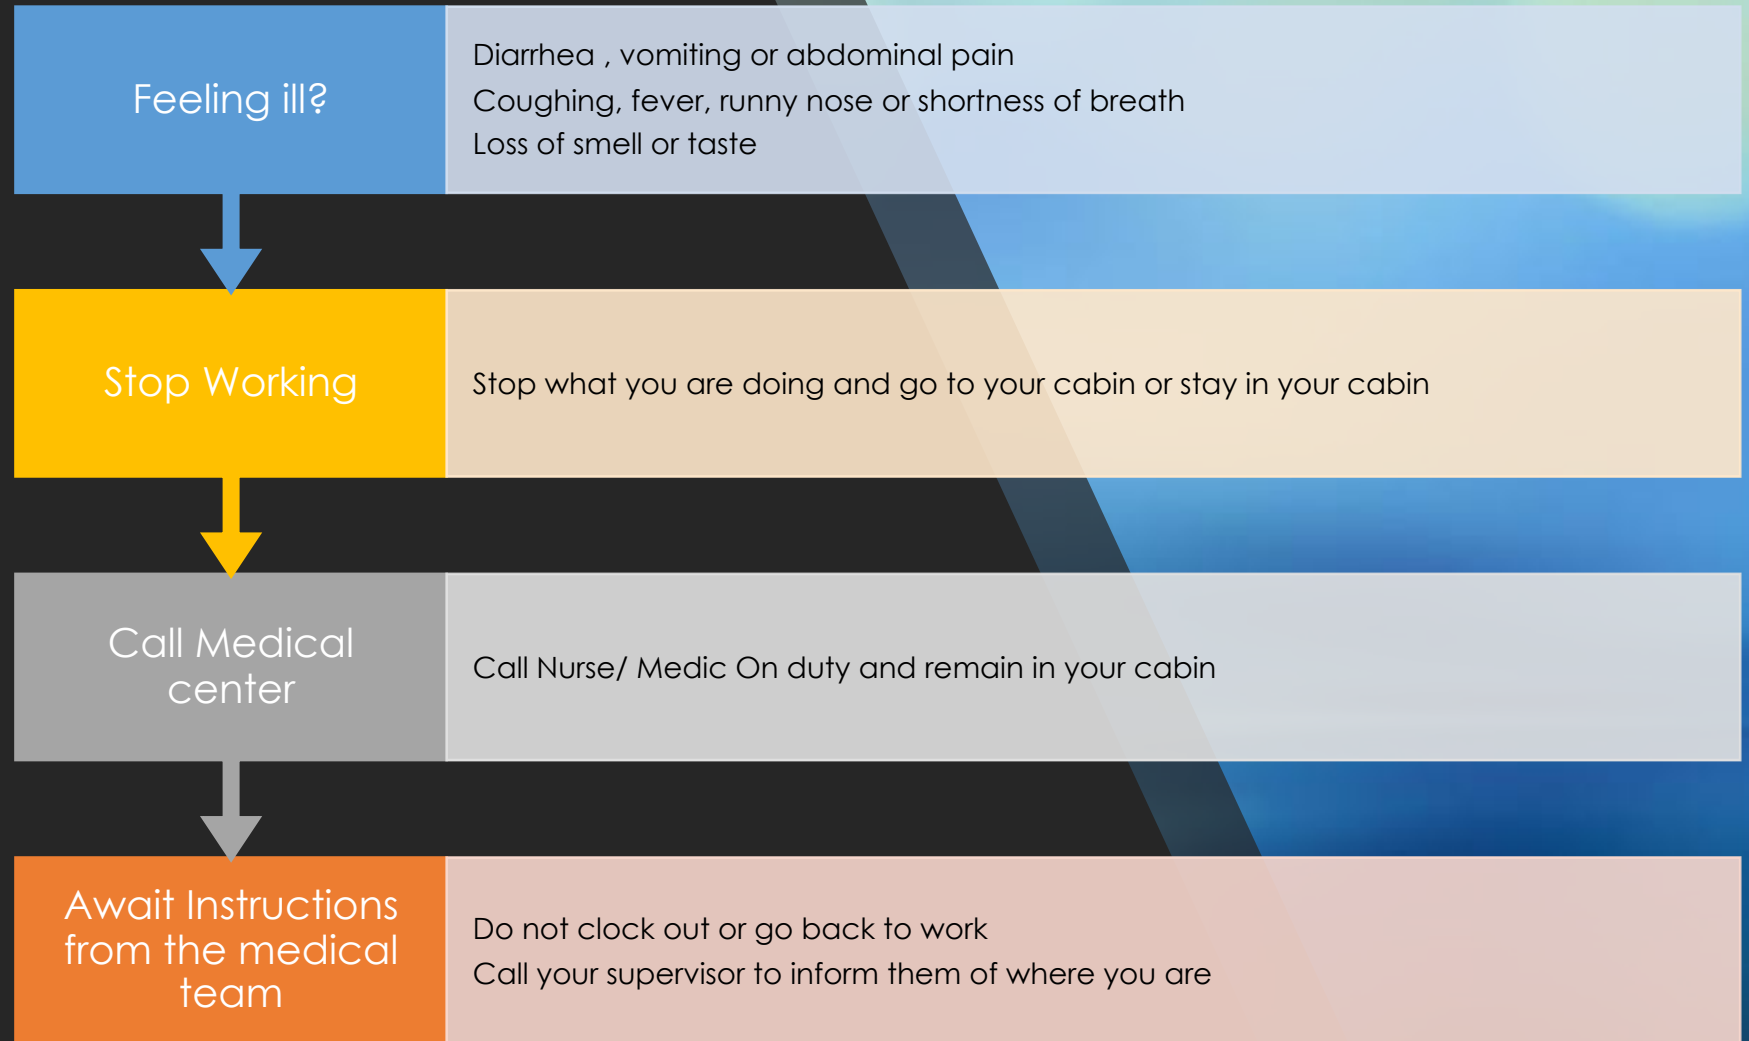 Feeling ill?
Diarrhea , vomiting or abdominal pain
Coughing, fever, runny nose or shortness of breath
Loss of smell or taste
Stop Working
Stop what you are doing and go to your cabin or stay in your cabin
Call Medical
center
Call Nurse/ Medic On duty and remain in your cabin
Await Instructions
from the medical
team
Do not clock out or go back to work
Call your supervisor to inform them of where you are